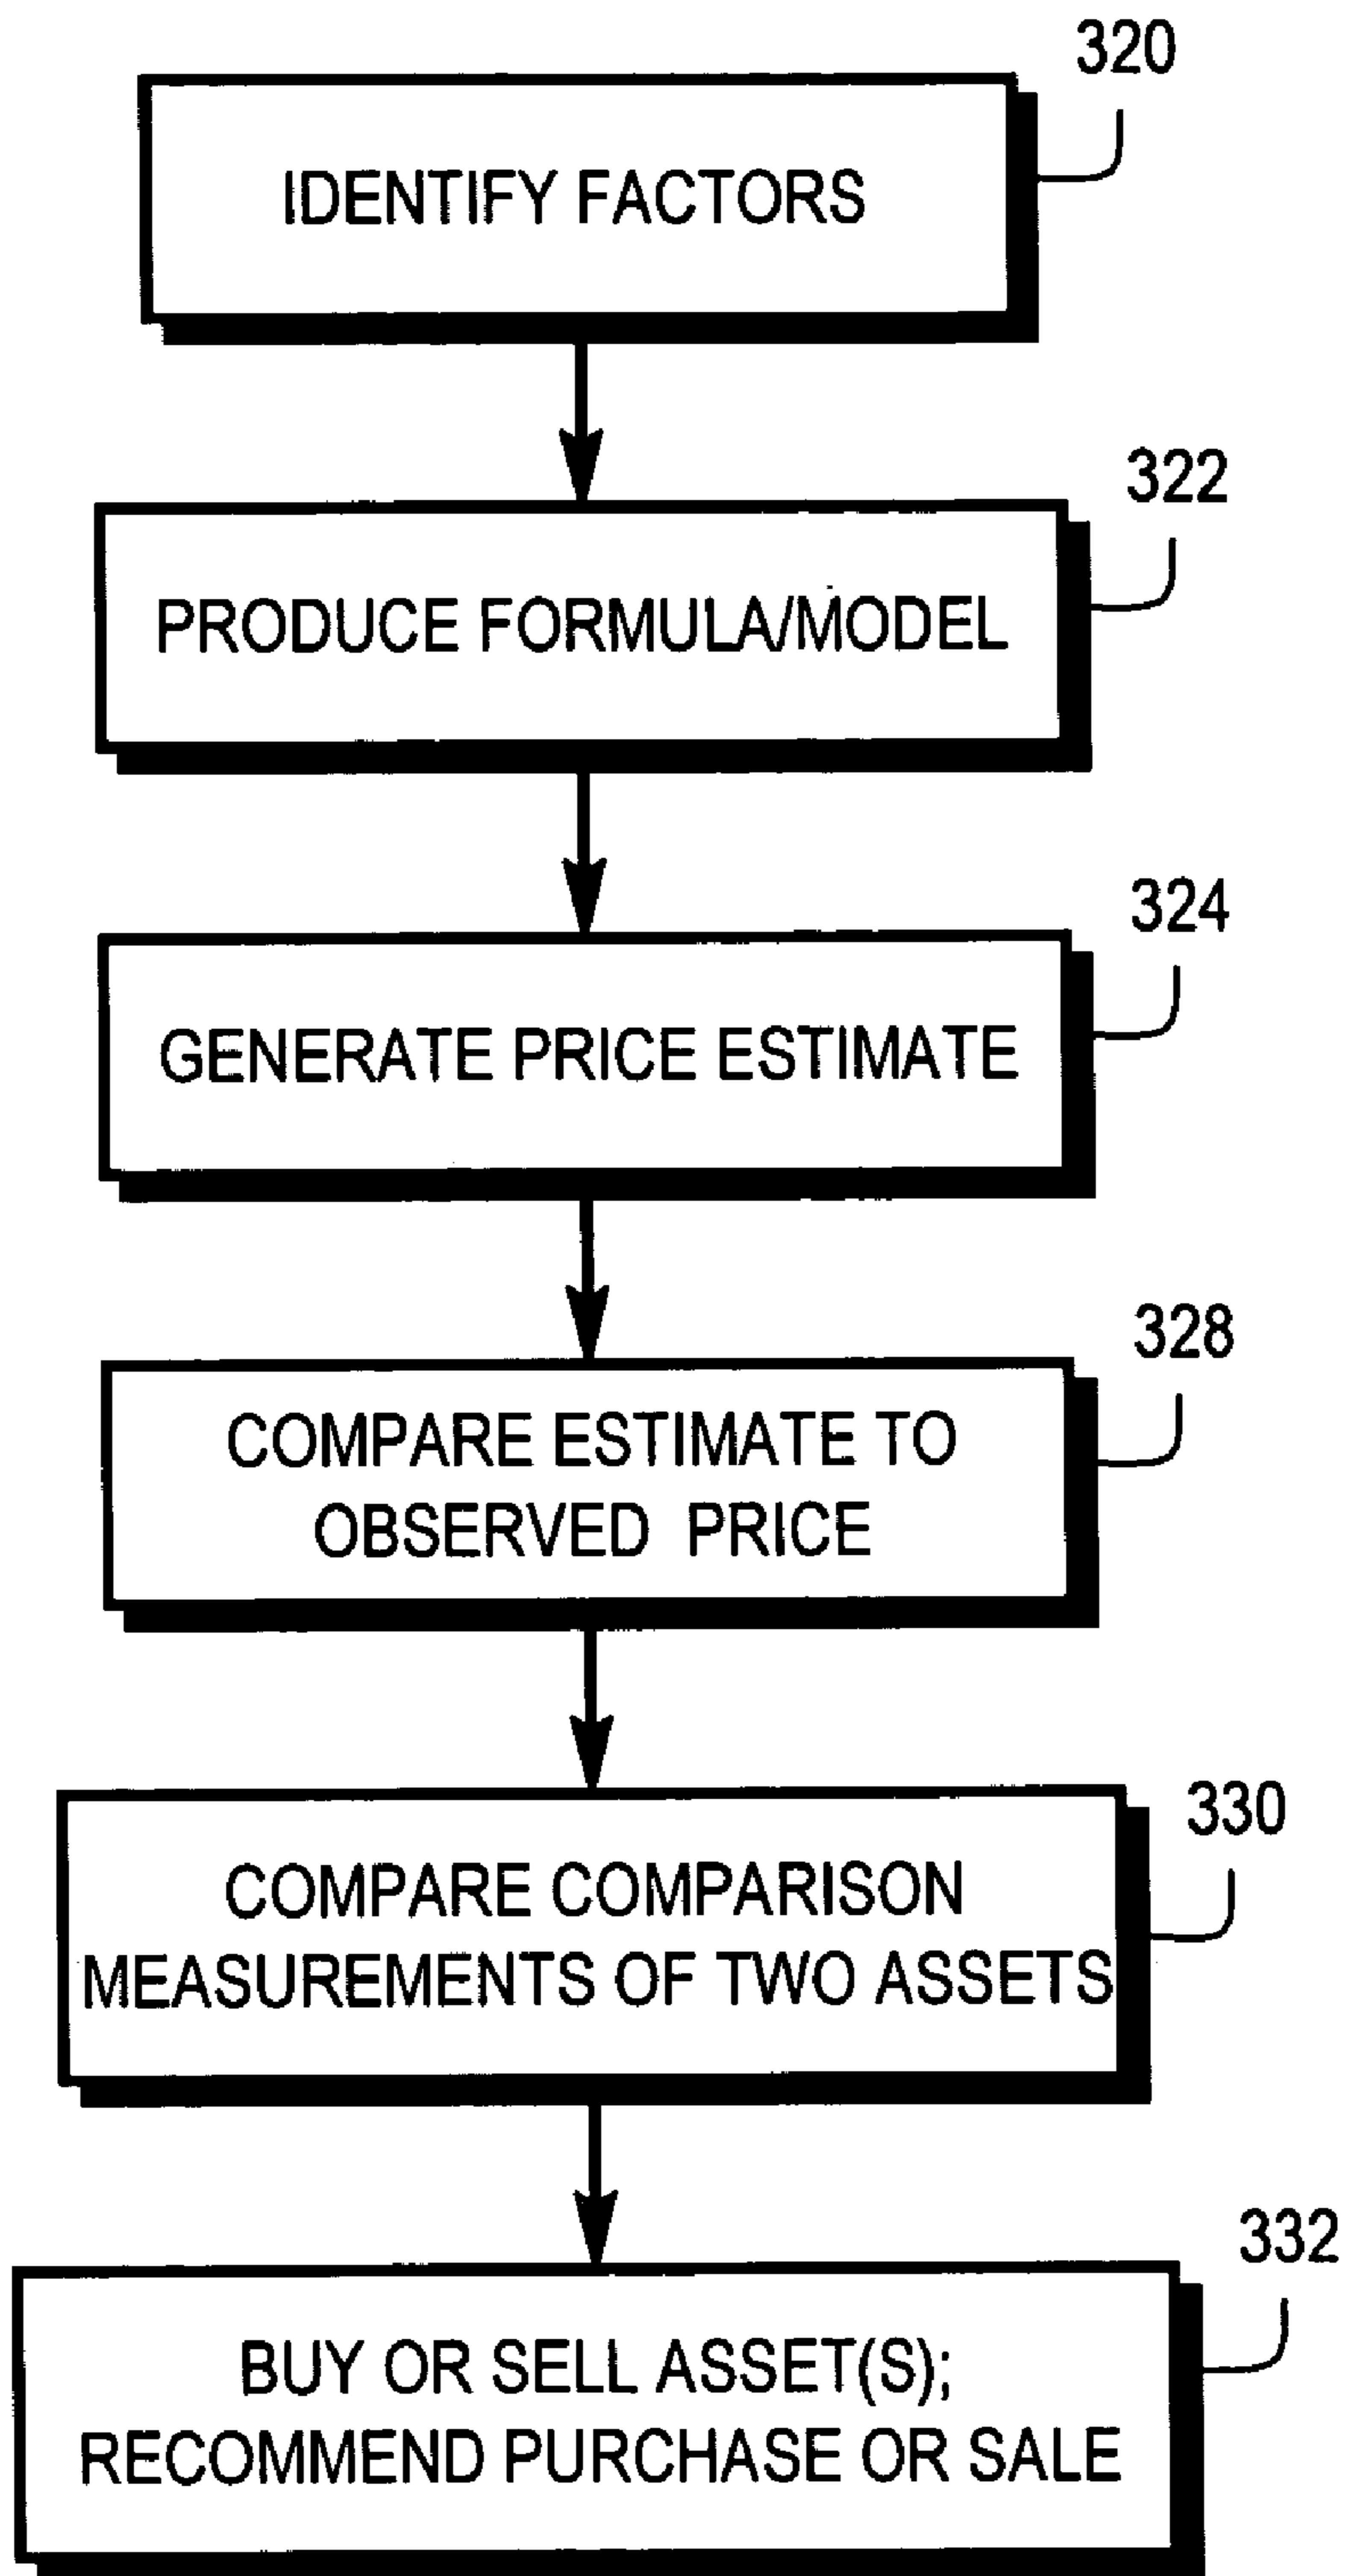 320
IDENTIFY FACTORS
322
PRODUCE FORMULA/MODEL
324
GENERATE PRICE ESTIMATE
328
COMPARE ESTIMATE TO
OBSERVED PRICE
330
COMPARE COMPARISON
MEASUREMENTS OF TWO ASSETS
332
BUY OR SELL ASSET(S);
RECOMMEND PURCHASE OR SALE